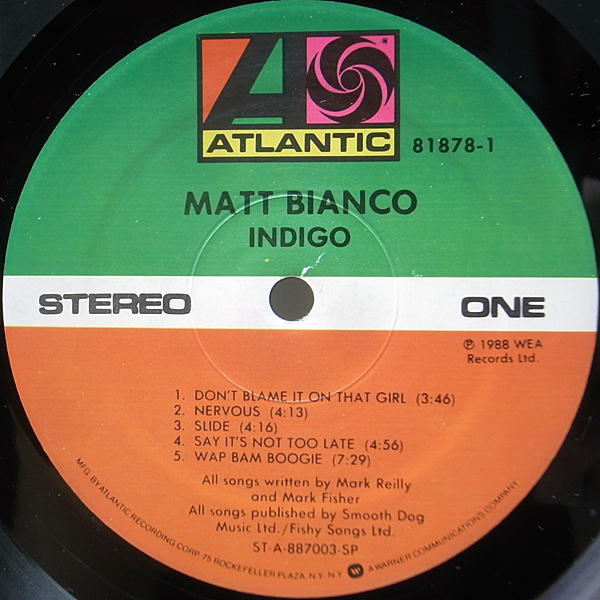 ATLANTIC
81878-1
MATT BIANCO
INDIGO
STEREO
ONE
℗ 1988 WEA
Records Ltd.
1. DON'T BLAME IT ON THAT GIRL (3:46)
2. NERVOUS (4:13)
3. SLIDE (4:16)
4. SAY IT'S NOT TOO LATE (4:56)
5. WAP BAM BOOGIE (7:29)
All songs written by Mark Reilly
and Mark Fisher
All songs published by Smooth Dog
Music Ltd./Fishy Songs Ltd.
ST-A-887003-SP
MFG. BY ATLANTIC RECORDING CORP. 75 ROCKEFELLER PLAZA, N.Y. N.Y. A WARNER COMMUNICATIONS COMPANY